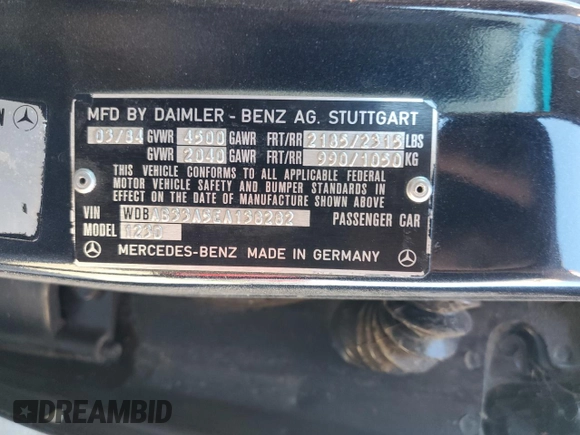 MFD BY DAIMLER - BENZ AG. STUTTGART
03/84 GVWR 4500 GAWR FRT/RR 2185/2315 LBS
GVWR 2040 GAWR FRT/RR 990/1050 KG
THIS VEHICLE CONFORMS TO ALL APPLICABLE FEDERAL
MOTOR VEHICLE SAFETY AND BUMPER STANDARDS IN
EFFECT ON THE DATE OF MANUFACTURE SHOWN ABOVE
VIN PASSENGER CAR
MODEL
MERCEDES-BENZ MADE IN GERMANY
DREAMBID